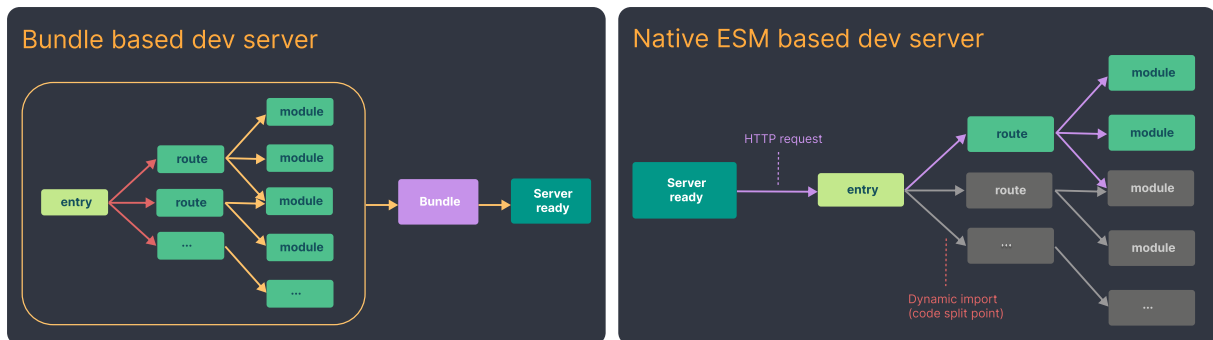 Bundle based dev server
entry
route
route
...
module
module
module
module
...
Bundle
Server
ready
Native ESM based dev server
Server
ready
HTTP request
entry
route
route
...
Dynamic import
(code split point)
module
module
module
module
...